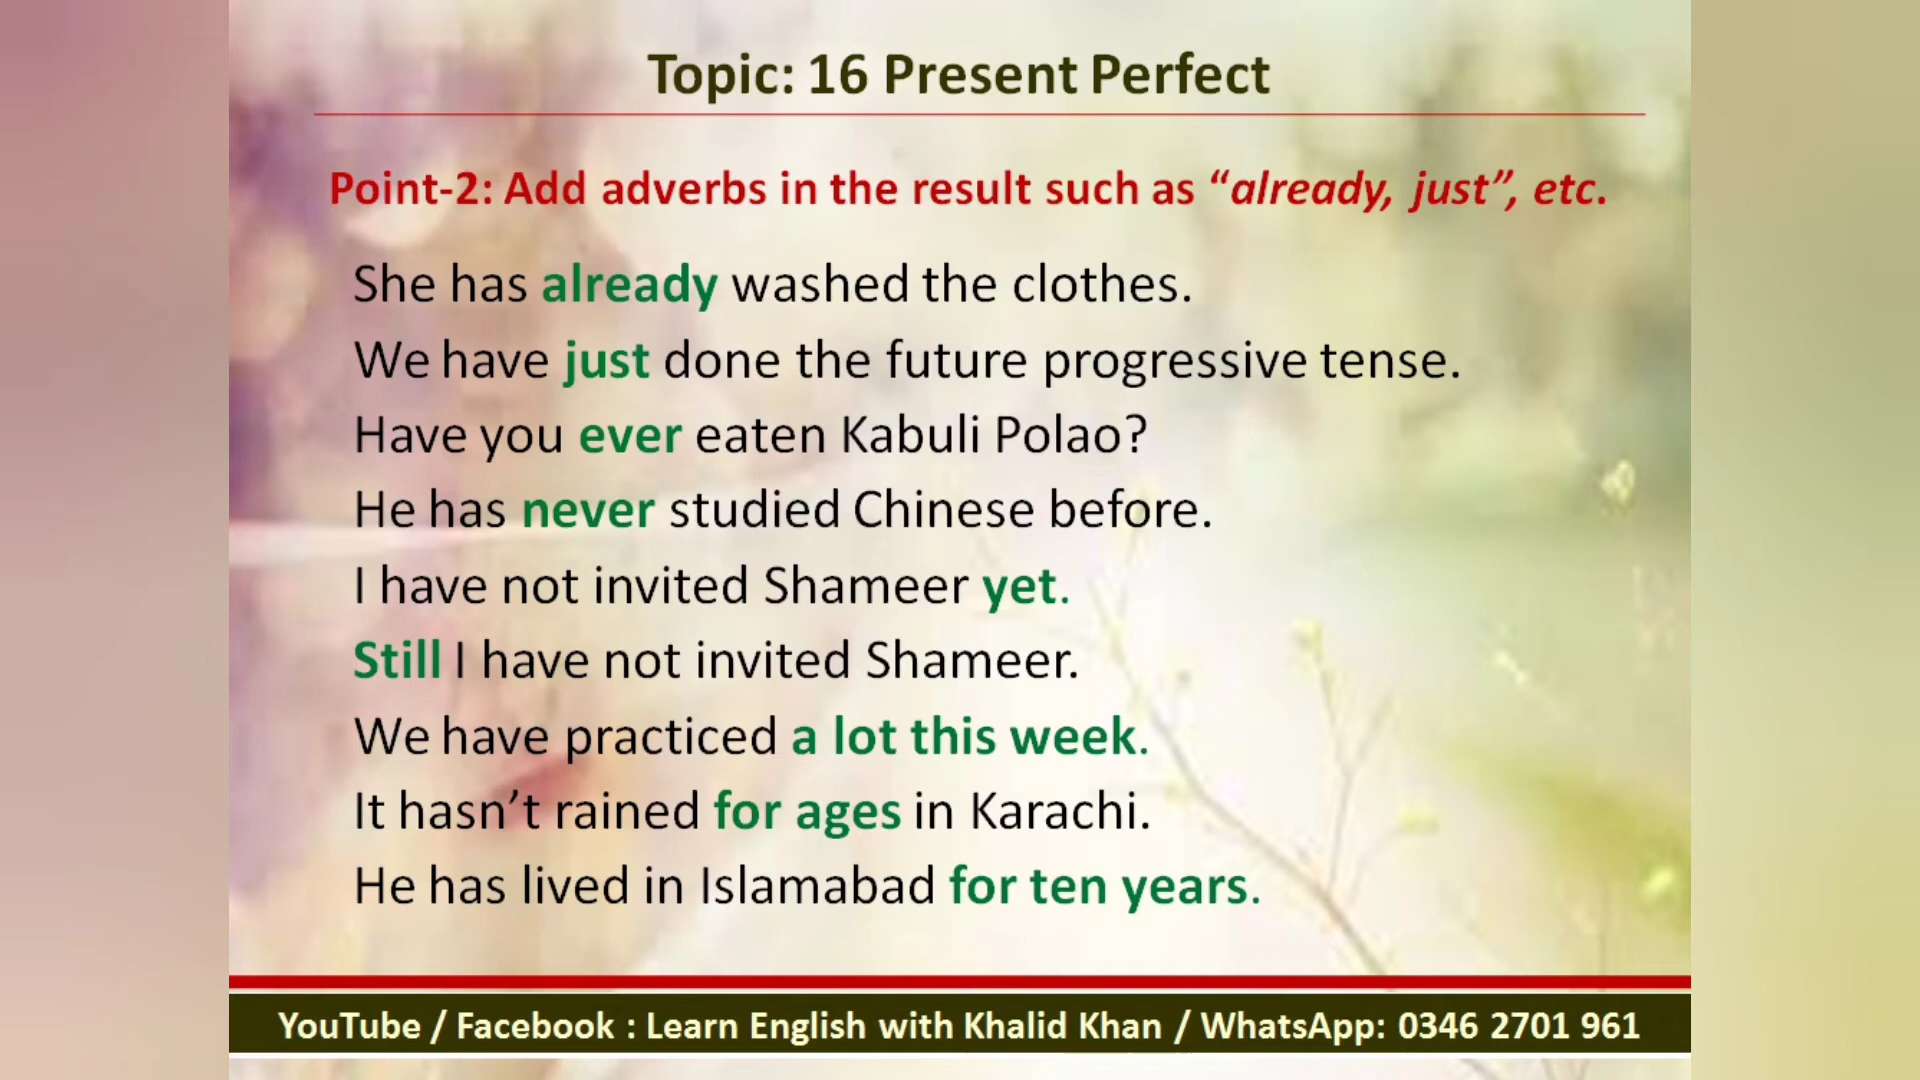 Topic: 16 Present Perfect
Point-2: Add adverbs in the result such as “already, just”, etc.
She has already washed the clothes.
We have just done the future progressive tense.
Have you ever eaten Kabuli Polao?
He has never studied Chinese before.
I have not invited Shameer yet.
Still I have not invited Shameer.
We have practiced a lot this week.
It hasn’t rained for ages in Karachi.
He has lived in Islamabad for ten years.
YouTube / Facebook : Learn English with Khalid Khan / WhatsApp: 0346 2701 961